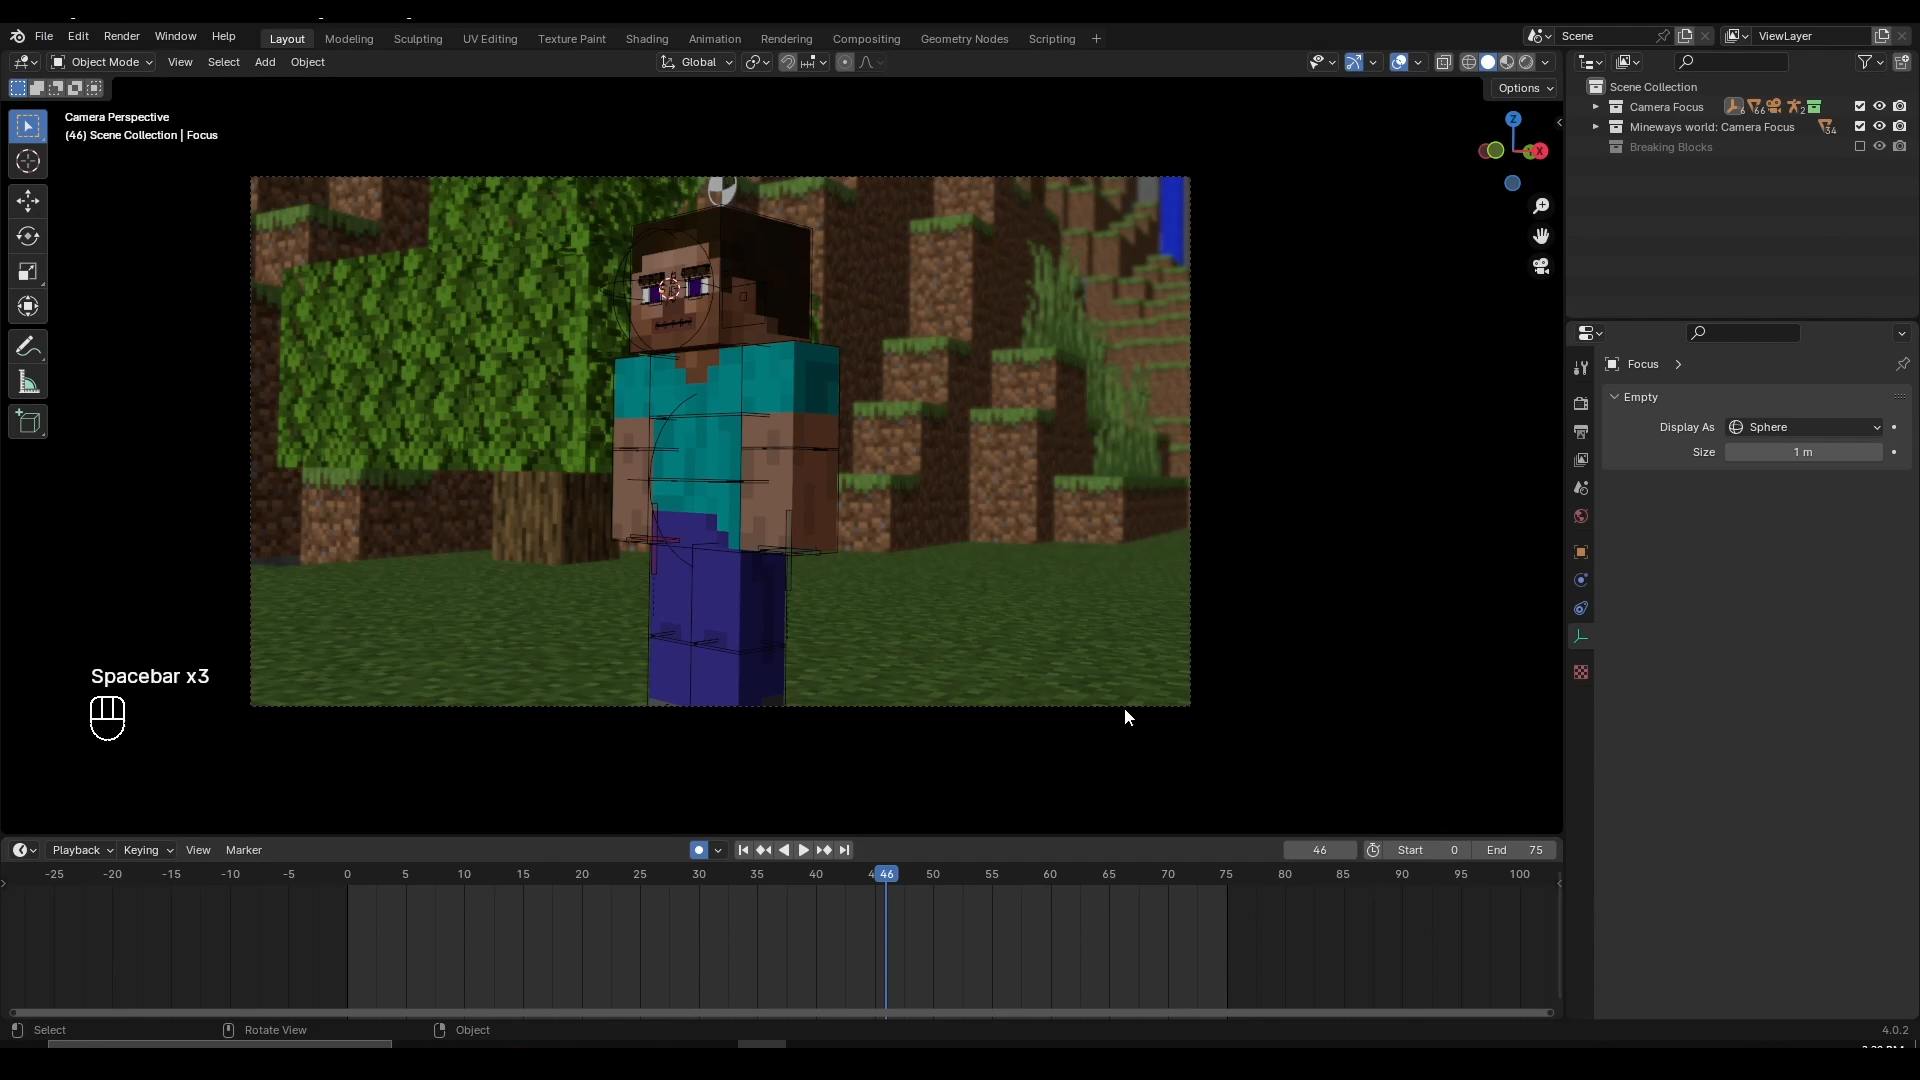 File Edit Render Window Help Layout Modeling Sculpting UV Editing Texture Paint Shading Animation Rendering Compositing Geometry Nodes Scripting + Scene ViewLayer
Object Mode View Select Add Object Global
Options
Scene Collection
Camera Focus 6 66 2
Mineways world: Camera Focus 34
Breaking Blocks
Camera Perspective
(46) Scene Collection | Focus
Z
X
Focus
Empty
Display As Sphere
Size 1 m
Spacebar x3
Playback Keying View Marker 46 Start 0 End 75
-25 -20 -15 -10 -5 0 5 10 15 20 25 30 35 40 46 50 55 60 65 70 75 80 85 90 95 100
Select Rotate View Object 4.0.2